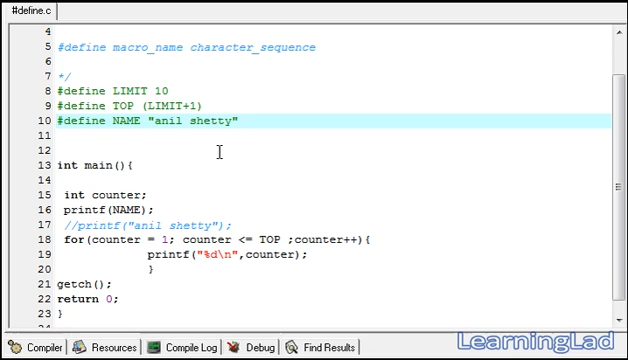 #define.c
4
5 #define macro_name character_sequence
6
7 */
8 #define LIMIT 10
9 #define TOP (LIMIT+1)
10 #define NAME "anil shetty"
11
12
13 int main(){
14
15 int counter;
16 printf(NAME);
17 //printf("anil shetty");
18 for(counter = 1; counter <= TOP ;counter++){
19 printf("%d\n",counter);
20 }
21 getch();
22 return 0;
23 }
Compiler Resources Compile Log Debug Find Results
LearningLad